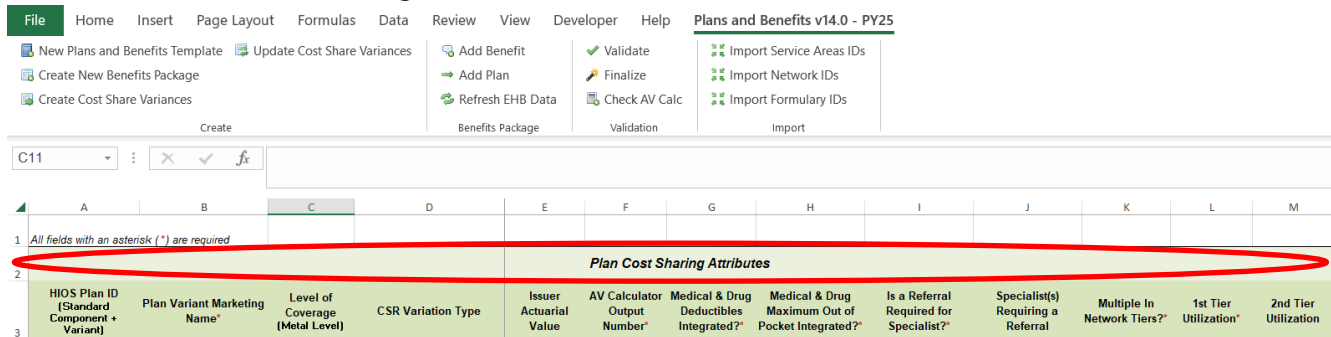 File Home Insert Page Layout Formulas Data Review View Developer Help Plans and Benefits v14.0 - PY25
New Plans and Benefits Template Update Cost Share Variances Add Benefit Validate Import Service Areas IDs
Create New Benefits Package Add Plan Finalize Import Network IDs
Create Cost Share Variances Refresh EHB Data Check AV Calc Import Formulary IDs
Create Benefits Package Validation Import
C11 fx
A B C D E F G H I J K L M
1 All fields with an asterisk (*) are required
2 Plan Cost Sharing Attributes
HIOS Plan ID
(Standard
Component +
Variant)
Plan Variant Marketing
Name*
Level of
Coverage
(Metal Level)
CSR Variation Type
Issuer
Actuarial
Value
AV Calculator
Output
Number*
Medical & Drug
Deductibles
Integrated?*
Medical & Drug
Maximum Out of
Pocket Integrated?*
Is a Referral
Required for
Specialist?*
Specialist(s)
Requiring a
Referral
Multiple In
Network Tiers?*
1st Tier
Utilization*
2nd Tier
Utilization
3